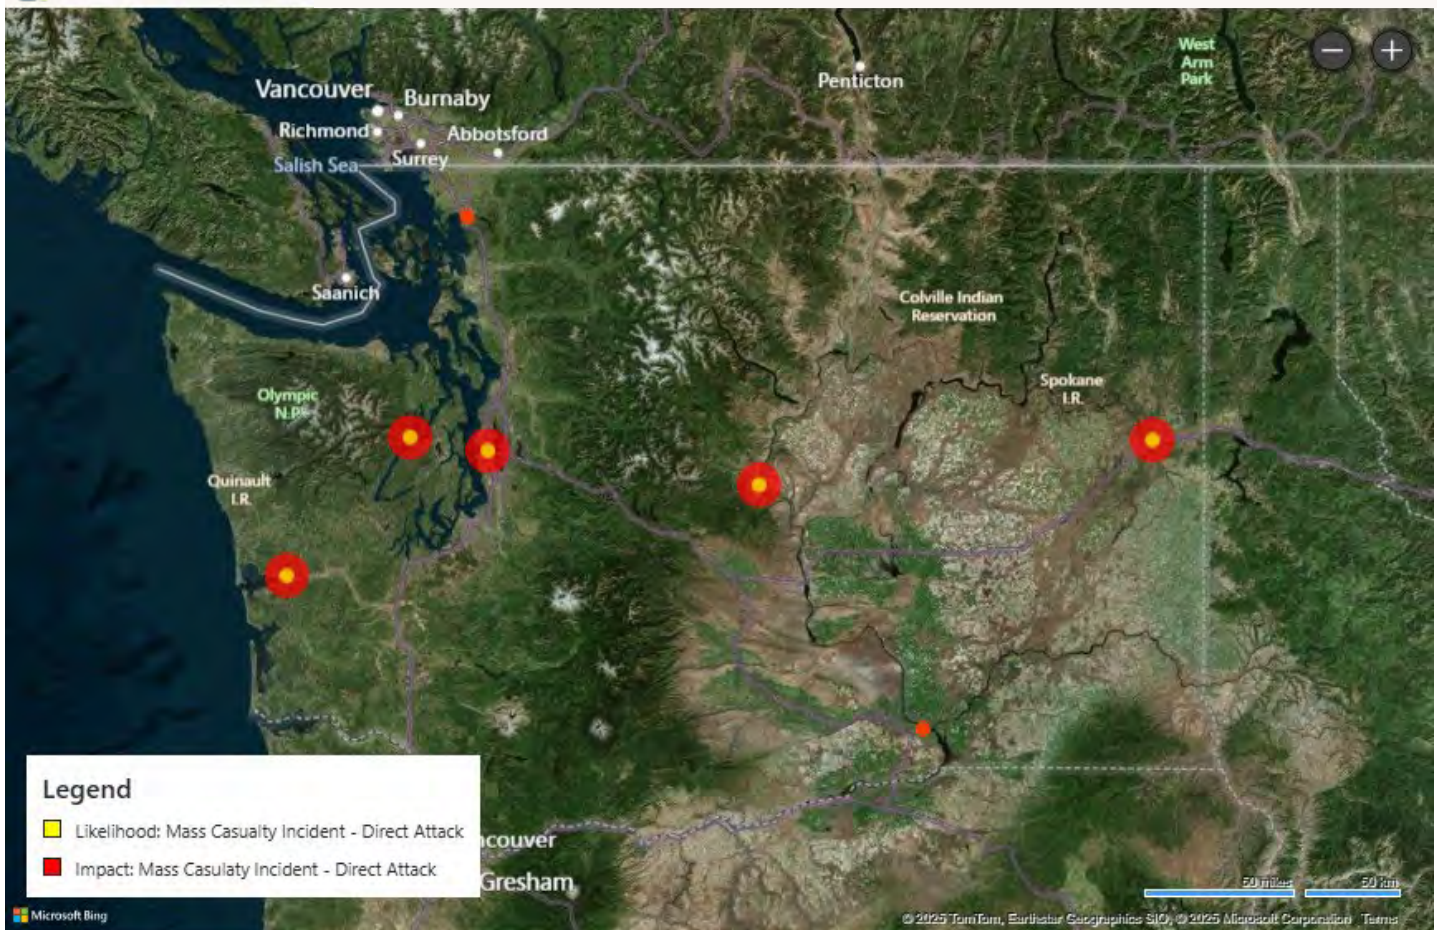 Vancouver
Burnaby
Richmond
Abbotsford
Surrey
Salish Sea
Saanich
Penticton
West
Arm
Park
Colville Indian
Reservation
Olympic
N.P.
Spokane
I.R.
Quinault
I.R.
Legend
Likelihood: Mass Casualty Incident - Direct Attack
Impact: Mass Casulaty Incident - Direct Attack
ncouver
Gresham
50 miles
50 km
Microsoft Bing
© 2025 TomTom, Earthstar Geographics SIO, © 2025 Microsoft Corporation Terms